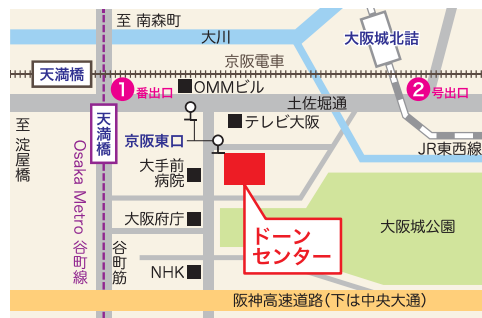 至 南森町
大川
大阪城北詰
京阪電車
天満橋
1番出口
OMMビル
2号出口
土佐堀通
天満橋
テレビ大阪
至 淀屋橋
京阪東口
JR東西線
大手前
病院
Osaka Metro 谷町線
大阪府庁
ドーン
センター
大阪城公園
谷町筋
NHK
阪神高速道路(下は中央大通)